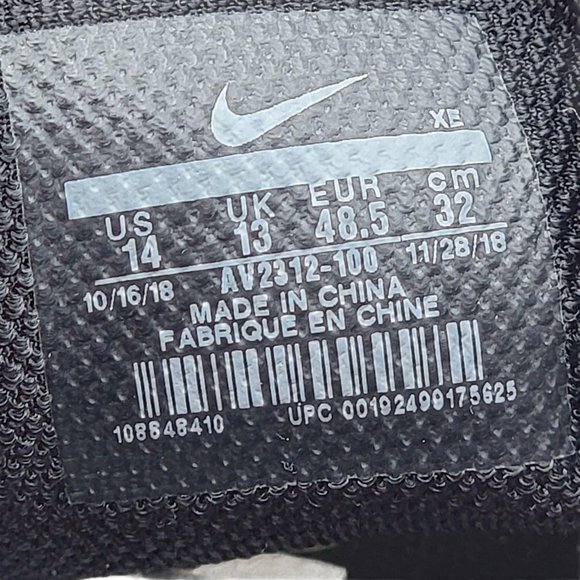 XE
US UK EUR cm
14 13 48.5 32
10/16/18 AV2312-100 11/28/18
MADE IN CHINA
FABRIQUE EN CHINE
108648410 UPC 00192499175625